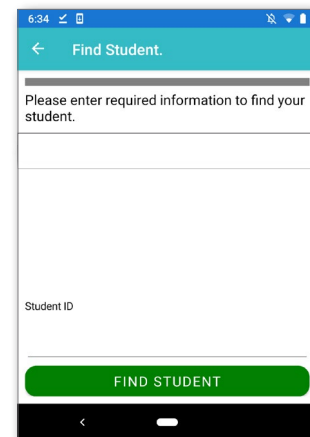 6:34
Find Student.
Please enter required information to find your
student.
Student ID
FIND STUDENT